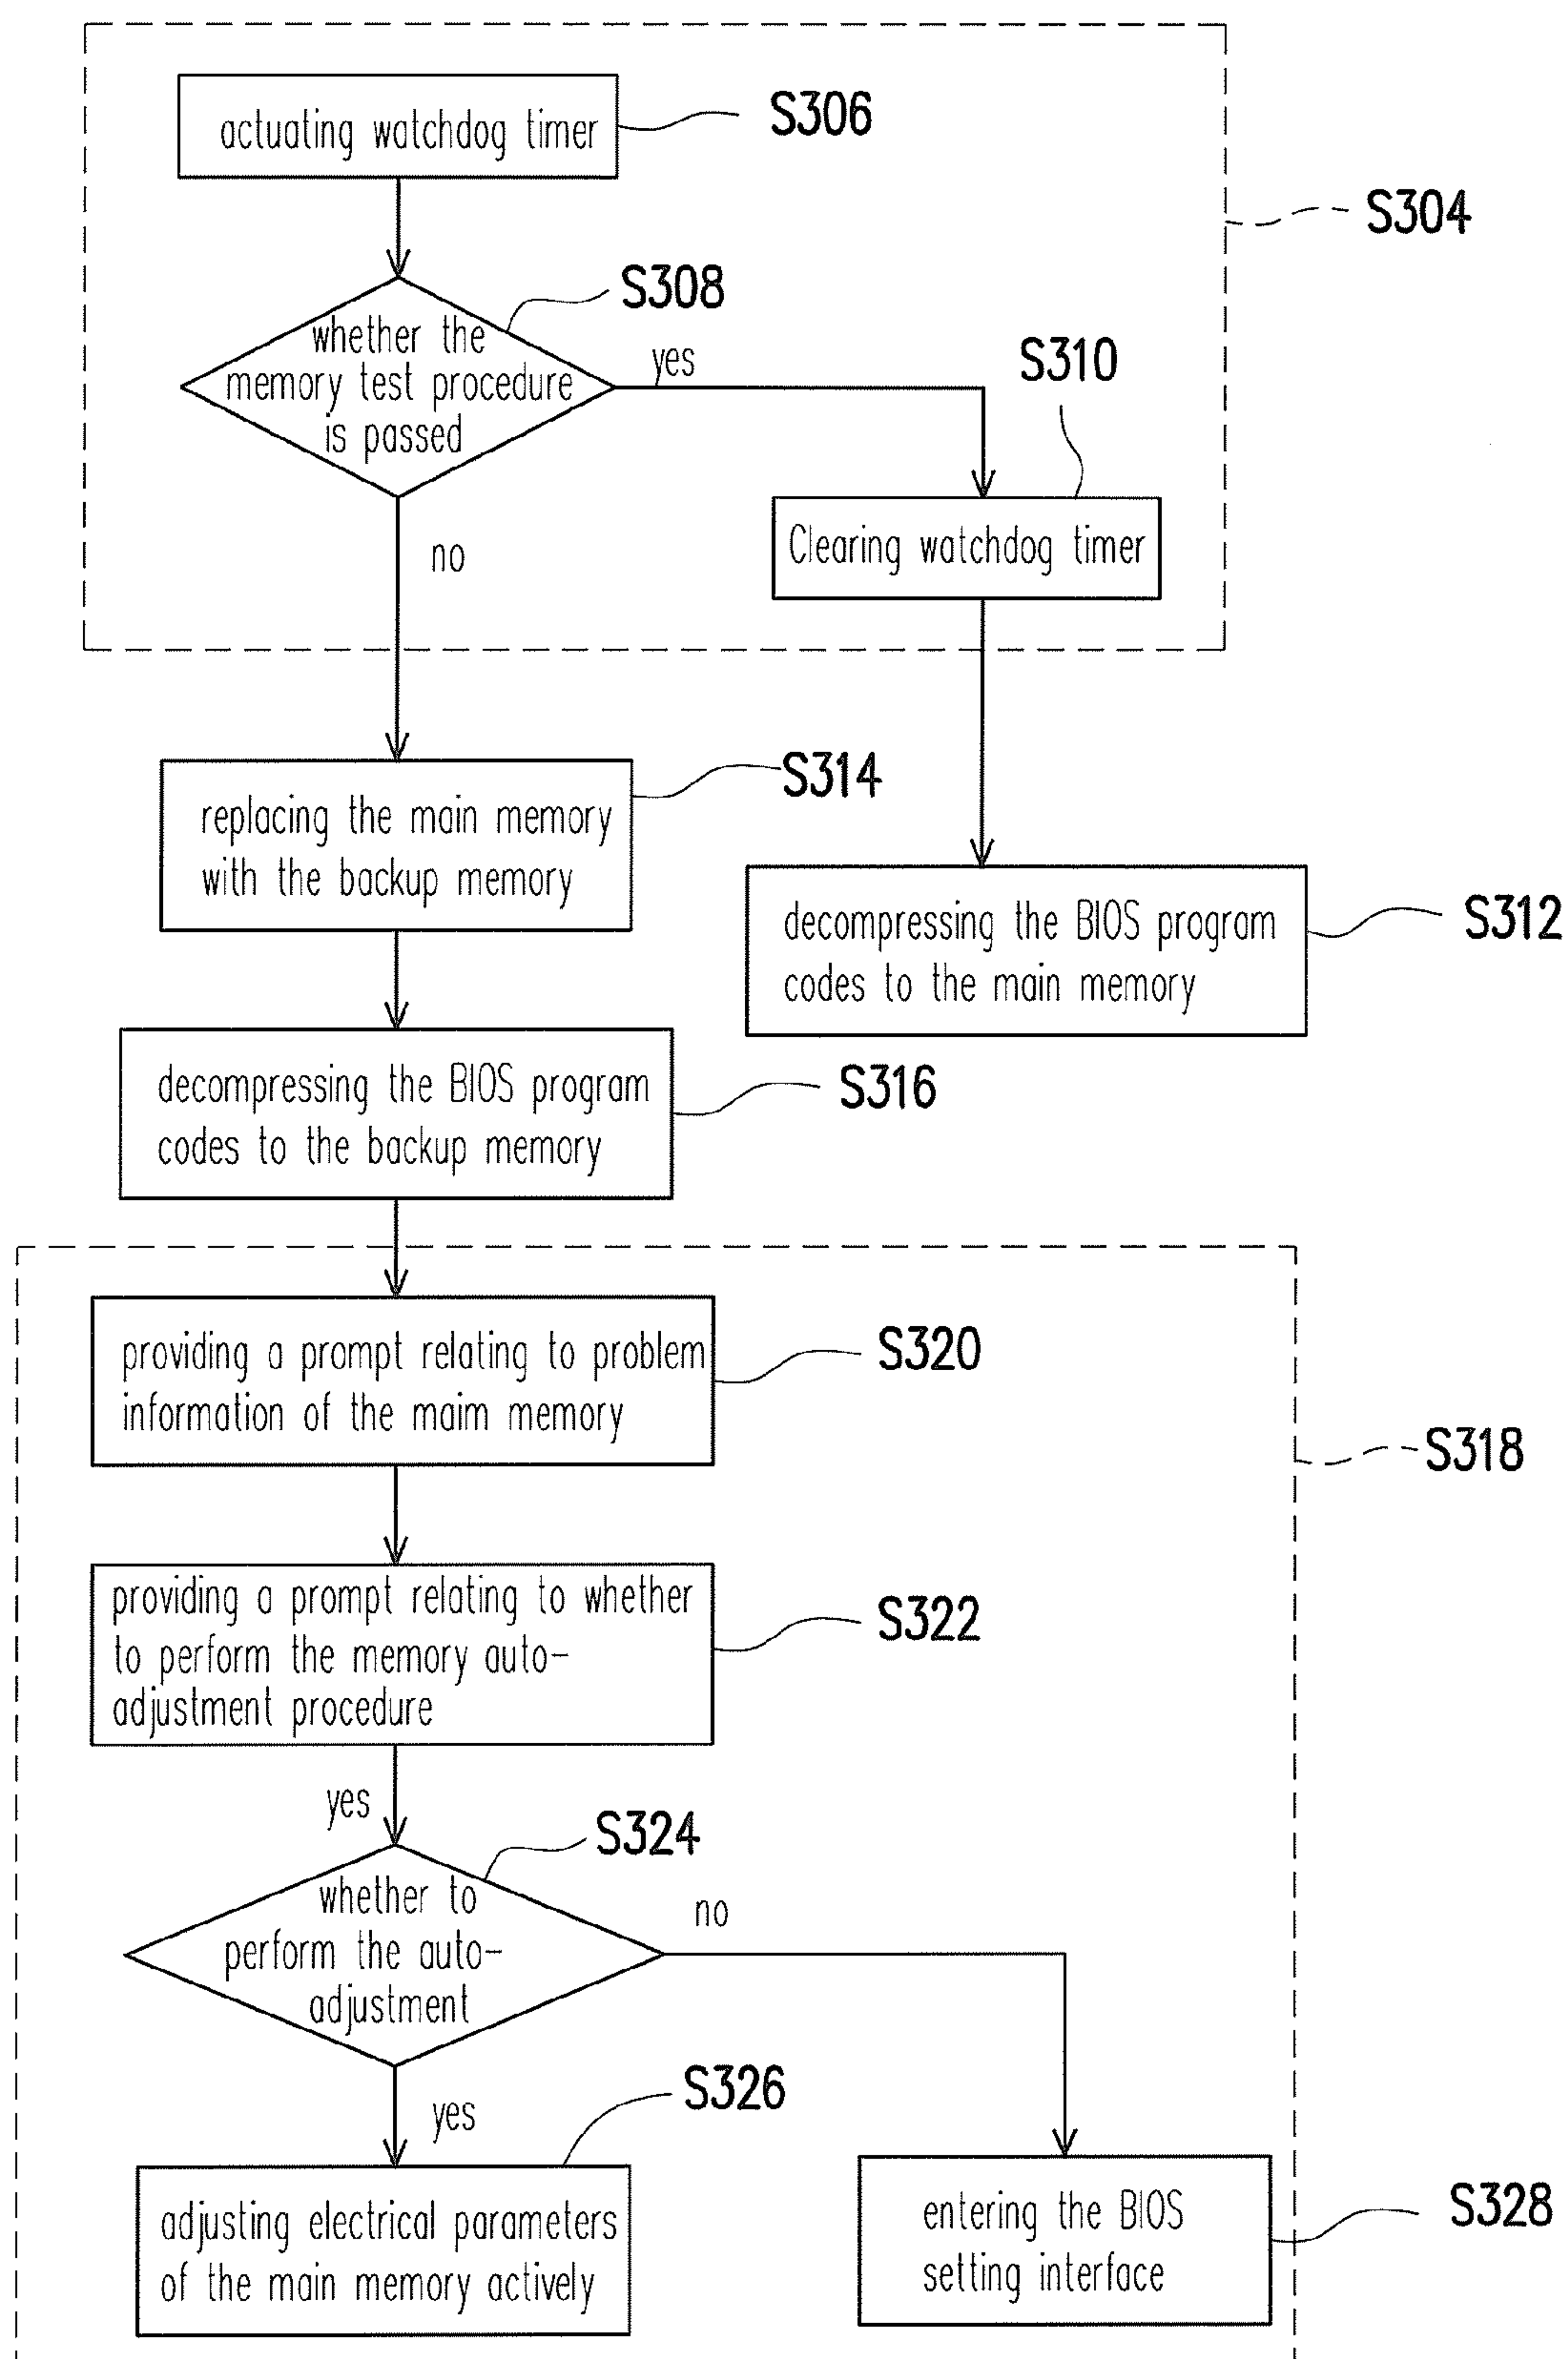 actuating watchdog timer
S306
S304
S308
whether the
memory test procedure
is passed
yes
S310
Clearing watchdog timer
no
S314
replacing the main memory
with the backup memory
S312
decompressing the BIOS program
codes to the main memory
S316
decompressing the BIOS program
codes to the backup memory
S320
providing a prompt relating to problem
information of the maim memory
S318
S322
providing a prompt relating to whether
to perform the memory auto-
adjustment procedure
yes
S324
whether to
perform the auto-
adjustment
no
S326
yes
adjusting electrical parameters
of the main memory actively
S328
entering the BIOS
setting interface